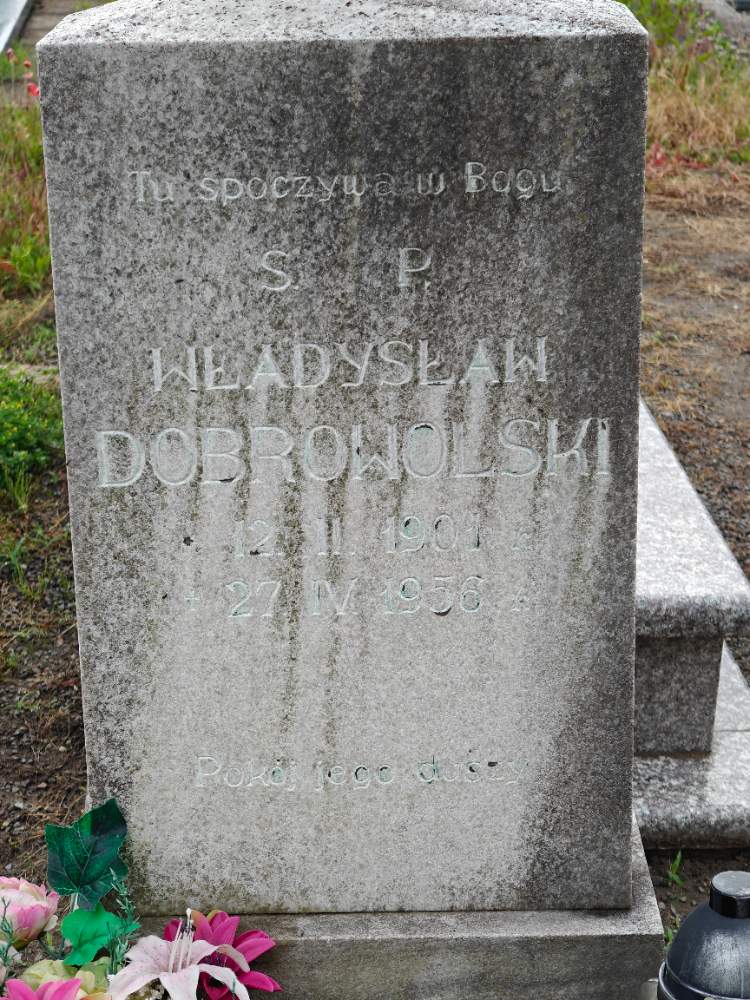 Tu spoczywa w Bogu
S. P.
WŁADYSŁAW
DOBROWOLSKI
* 12. II. 1901 r.
+ 27. IV. 1956 r.
Pokój jego duszy